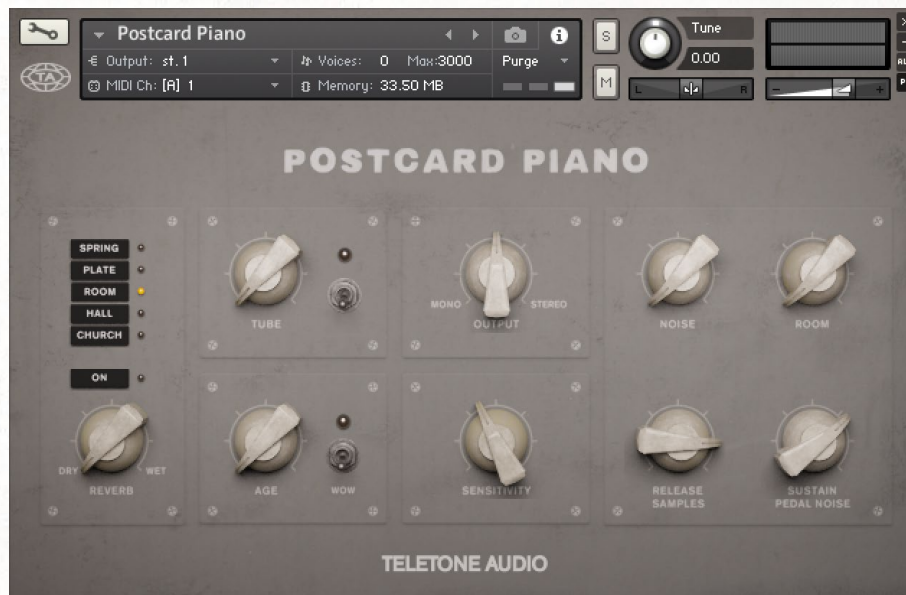 Postcard Piano
Output: st.1
Voices: 0 Max:3000
Purge
MIDI Ch: [A] 1
Memory: 33.50 MB
S
M
Tune
0.00
L
R
TA
POSTCARD PIANO
SPRING
PLATE
ROOM
HALL
CHURCH
ON
DRY
WET
REVERB
TUBE
AGE
WOW
MONO
STEREO
OUTPUT
SENSITIVITY
NOISE
ROOM
RELEASE
SAMPLES
SUSTAIN
PEDAL NOISE
TELETONE AUDIO